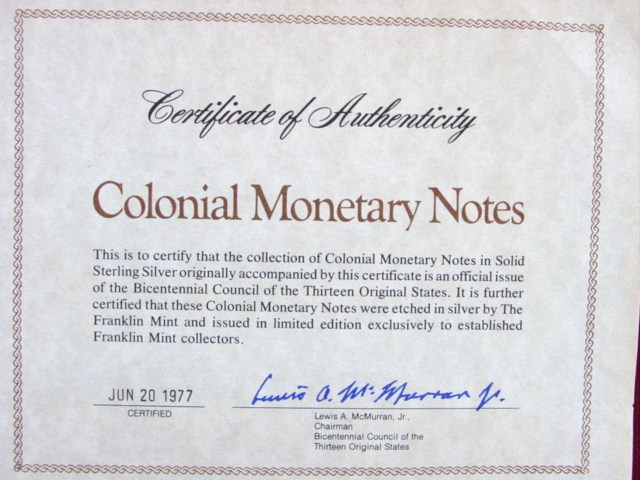 Certificate of Authenticity
Colonial Monetary Notes
This is to certify that the collection of Colonial Monetary Notes in Solid
Sterling Silver originally accompanied by this certificate is an official issue
of the Bicentennial Council of the Thirteen Original States. It is further
certified that these Colonial Monetary Notes were etched in silver by The
Franklin Mint and issued in limited edition exclusively to established
Franklin Mint collectors.
JUN 20 1977
CERTIFIED
Lewis A. McMurran Jr.
Lewis A. McMurran, Jr.,
Chairman
Bicentennial Council of the
Thirteen Original States